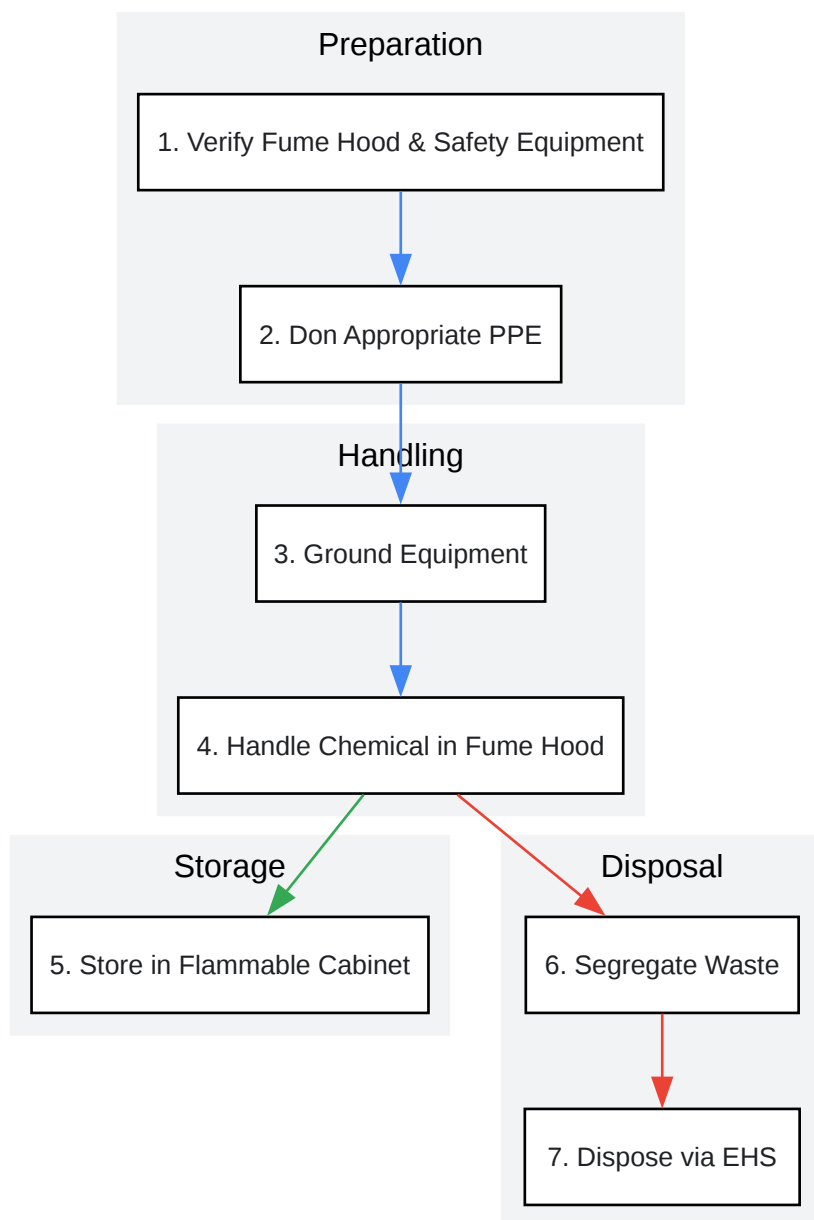 Preparation
1. Verify Fume Hood & Safety Equipment
2. Don Appropriate PPE
Handling
3. Ground Equipment
4. Handle Chemical in Fume Hood
Storage
5. Store in Flammable Cabinet
Disposal
6. Segregate Waste
7. Dispose via EHS